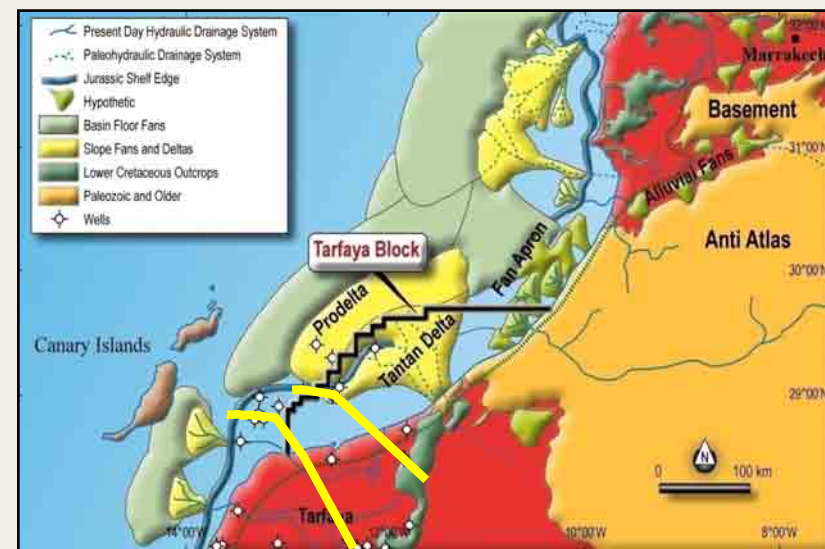 Present Day Hydraulic Drainage System
Paleohydraulic Drainage System
Jurassic Shelf Edge
Hypothetic
Basin Floor Fans
Slope Fans and Deltas
Lower Cretaceous Outcrops
Paleozoic and Older
Wells
Marrakech
Basement
31°00'N
Alluvial Fans
Anti Atlas
Tarfaya Block
Fan Apron
30°00'N
Prodelta
Canary Islands
Tantan Delta
29°00'N
N
0 100 km
Tarfaya
14°00'W
10°00'W
8°00'W